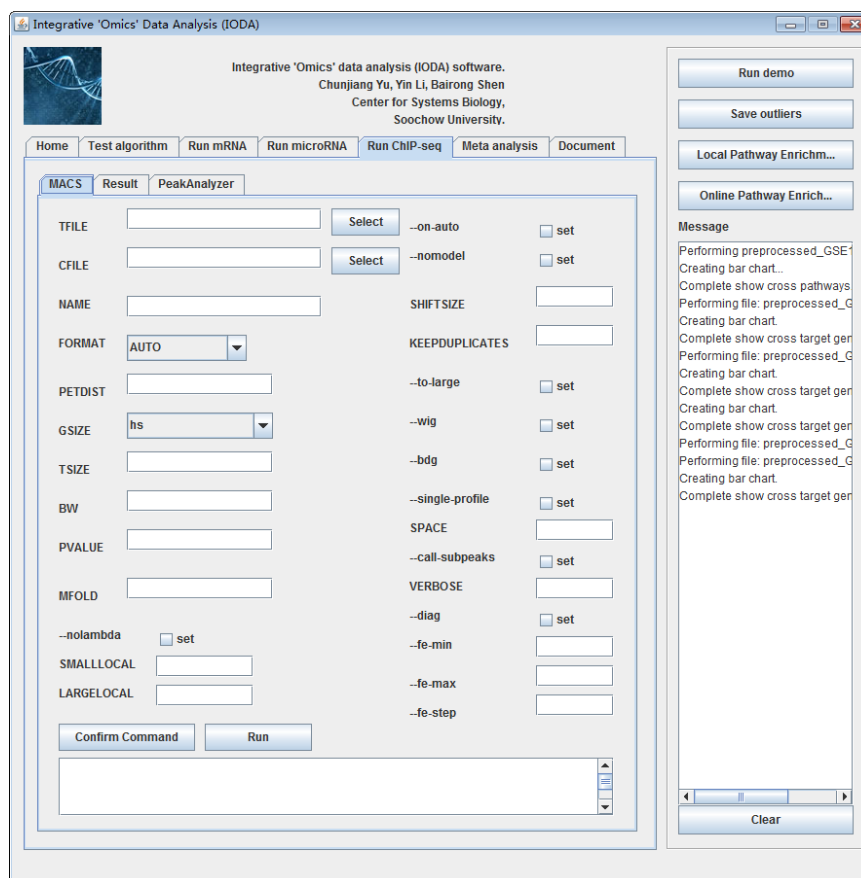 Integrative 'Omics' Data Analysis (IODA)
Integrative 'Omics' data analysis (IODA) software.
Chunjiang Yu, Yin Li, Bairong Shen
Center for Systems Biology,
Soochow University.
Home Test algorithm Run mRNA Run microRNA Run ChIP-seq Meta analysis Document
MACS Result PeakAnalyzer
TFILE Select
CFILE Select
NAME
FORMAT AUTO
PETDIST
GSIZE hs
TSIZE
BW
PVALUE
MFOLD
--nolambda set
SMALLLOCAL
LARGELOCAL
--on-auto set
--nomodel set
SHIFTSIZE
KEEPDUPLICATES
--to-large set
--wig set
--bdg set
--single-profile set
SPACE
--call-subpeaks set
VERBOSE
--diag set
--fe-min
--fe-max
--fe-step
Confirm Command Run
Run demo
Save outliers
Local Pathway Enrichm...
Online Pathway Enrich...
Message
Performing preprocessed_GSE1
Creating bar chart...
Complete show cross pathways
Performing file: preprocessed_G
Creating bar chart.
Complete show cross target ger
Performing file: preprocessed_G
Creating bar chart.
Complete show cross target ger
Creating bar chart.
Complete show cross target ger
Performing file: preprocessed_G
Performing file: preprocessed_G
Creating bar chart.
Complete show cross target ger
Clear